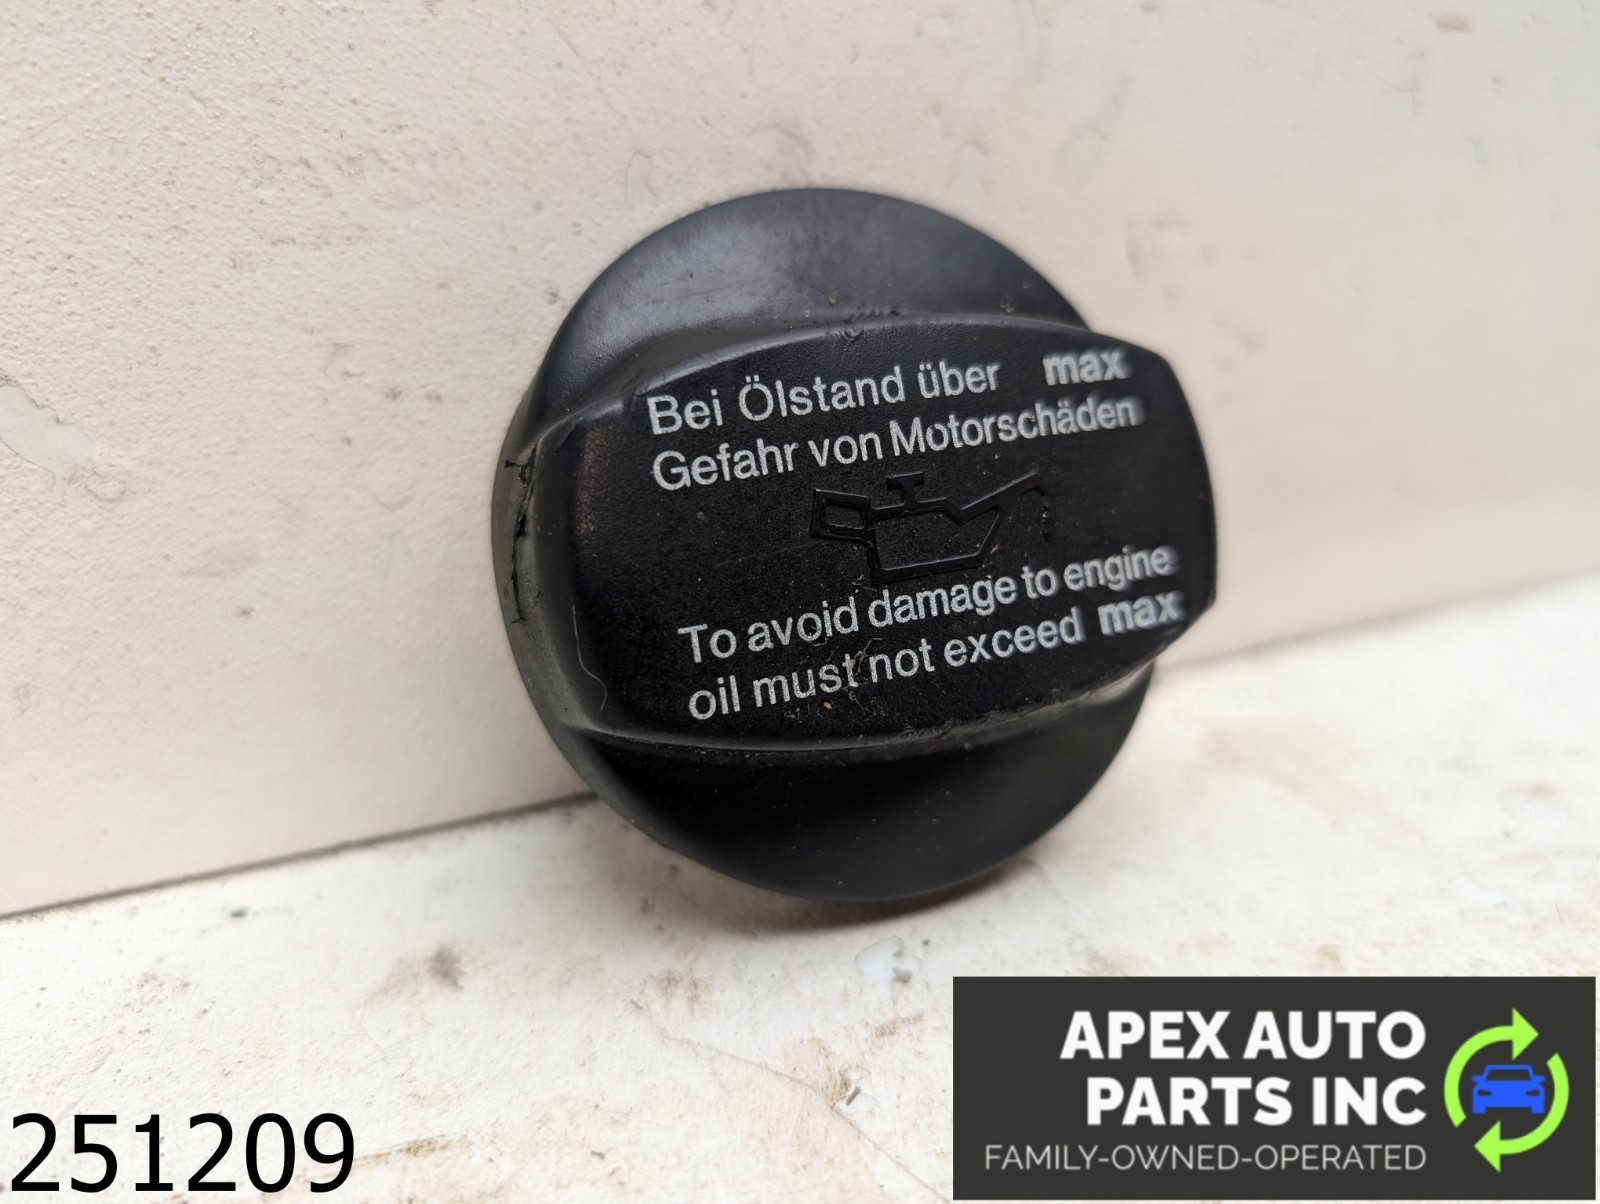 Bei Ölstand über max
Gefahr von Motorschäden
To avoid damage to engine
oil must not exceed max
251209
APEX AUTO
PARTS INC
FAMILY-OWNED-OPERATED